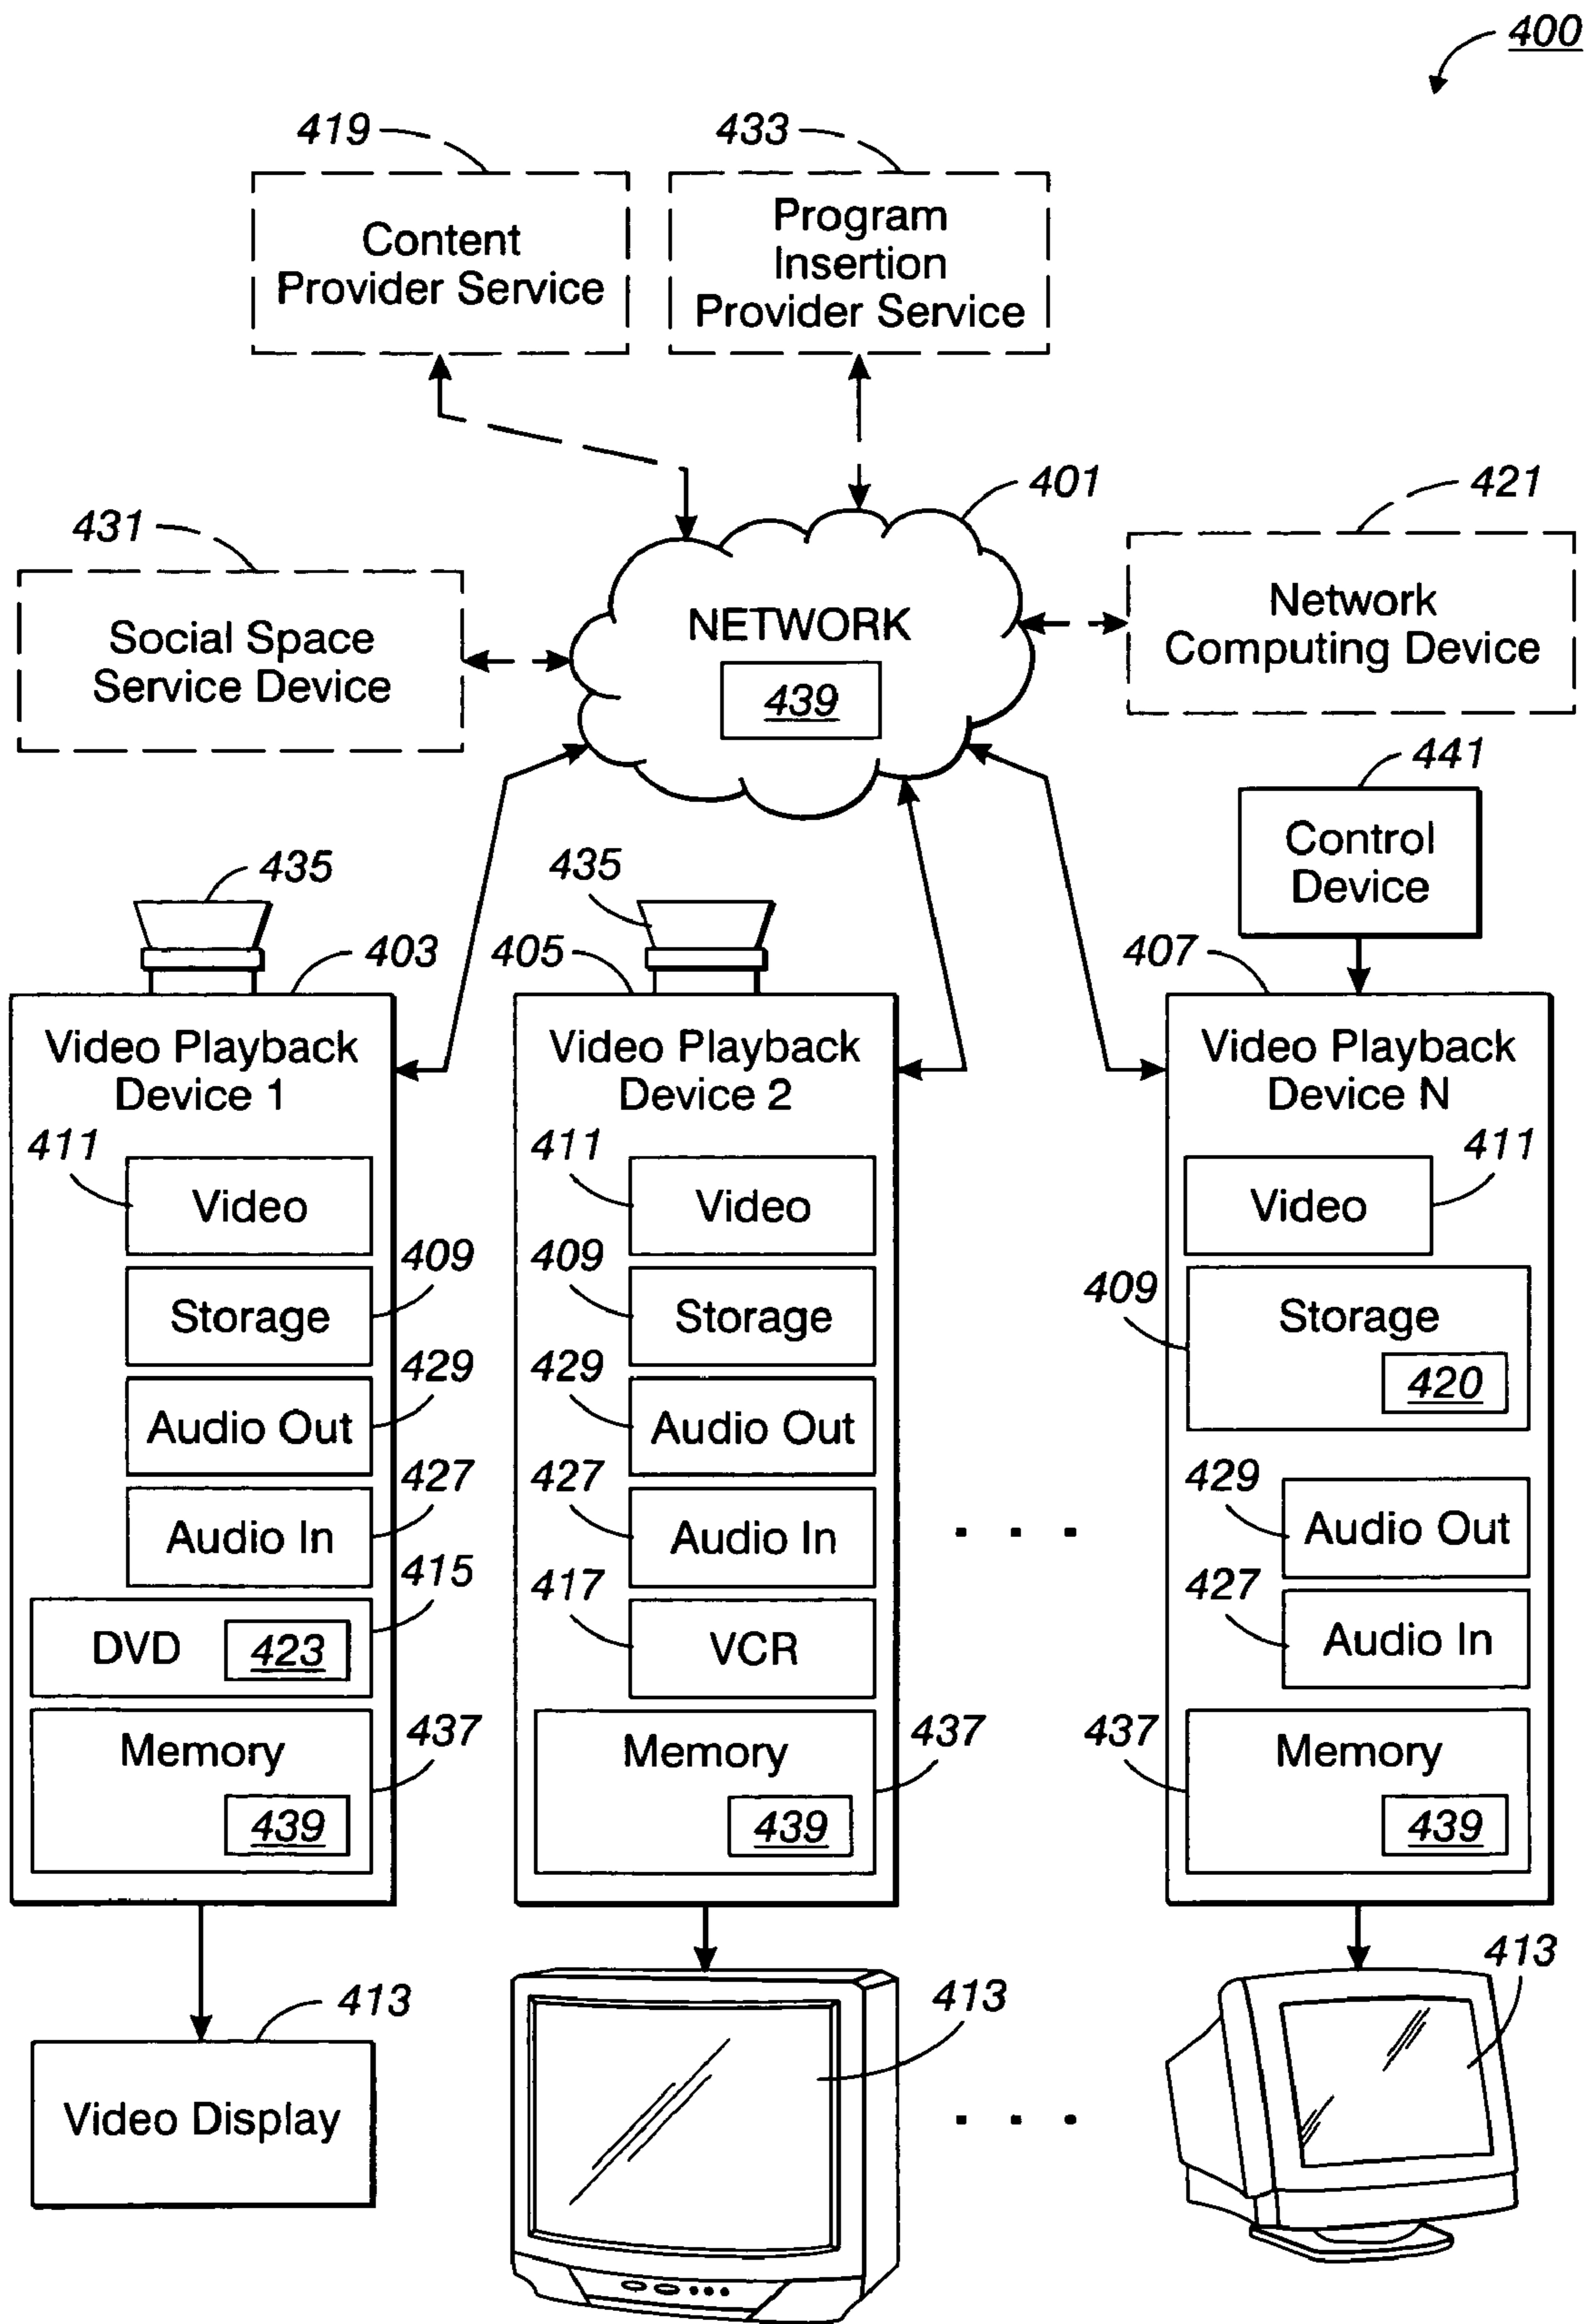 400
419
433
Content
Provider Service
Program
Insertion
Provider Service
401
421
431
Social Space
Service Device
NETWORK
439
Network
Computing Device
441
Control
Device
435
435
403
405
407
Video Playback
Device 1
411
Video
409
Storage
429
Audio Out
427
Audio In
415
DVD
423
Memory
437
439
Video Playback
Device 2
411
Video
409
Storage
429
Audio Out
427
Audio In
417
VCR
Memory
437
439
. . .
Video Playback
Device N
411
Video
409
Storage
420
429
Audio Out
427
Audio In
437
Memory
439
413
Video Display
413
. . .
413